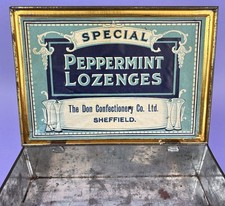 SPECIAL
PEPPERMINT
LOZENGES
The Don Confectionery Co. Ltd.
SHEFFIELD.